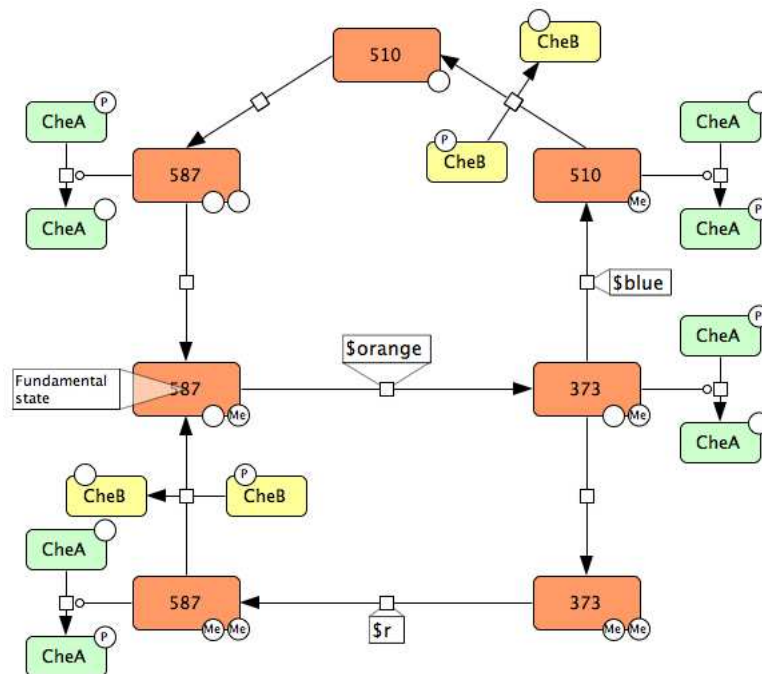 510
CheB
P
CheA
P
CheB
CheA
587
510
CheA
Me
CheA
P
$blue
P
$orange
CheA
Fundamental
state
587
373
Me
Me
CheA
P
CheB
CheB
CheA
587
373
P
CheA
Me Me
$r
Me Me